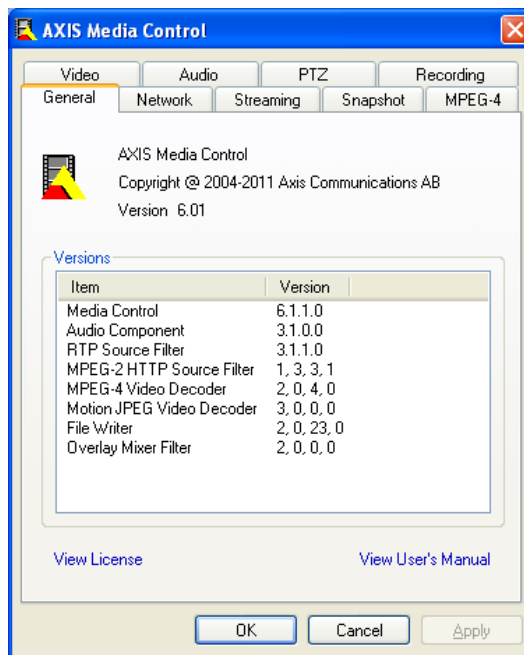 AXIS Media Control
Video Audio PTZ Recording
General Network Streaming Snapshot MPEG-4
AXIS Media Control
Copyright @ 2004-2011 Axis Communications AB
Version 6.01
Versions
Item Version
Media Control 6.1.1.0
Audio Component 3.1.0.0
RTP Source Filter 3.1.1.0
MPEG-2 HTTP Source Filter 1, 3, 3, 1
MPEG-4 Video Decoder 2, 0, 4, 0
Motion JPEG Video Decoder 3, 0, 0, 0
File Writer 2, 0, 23, 0
Overlay Mixer Filter 2, 0, 0, 0
View License View User's Manual
OK Cancel Apply